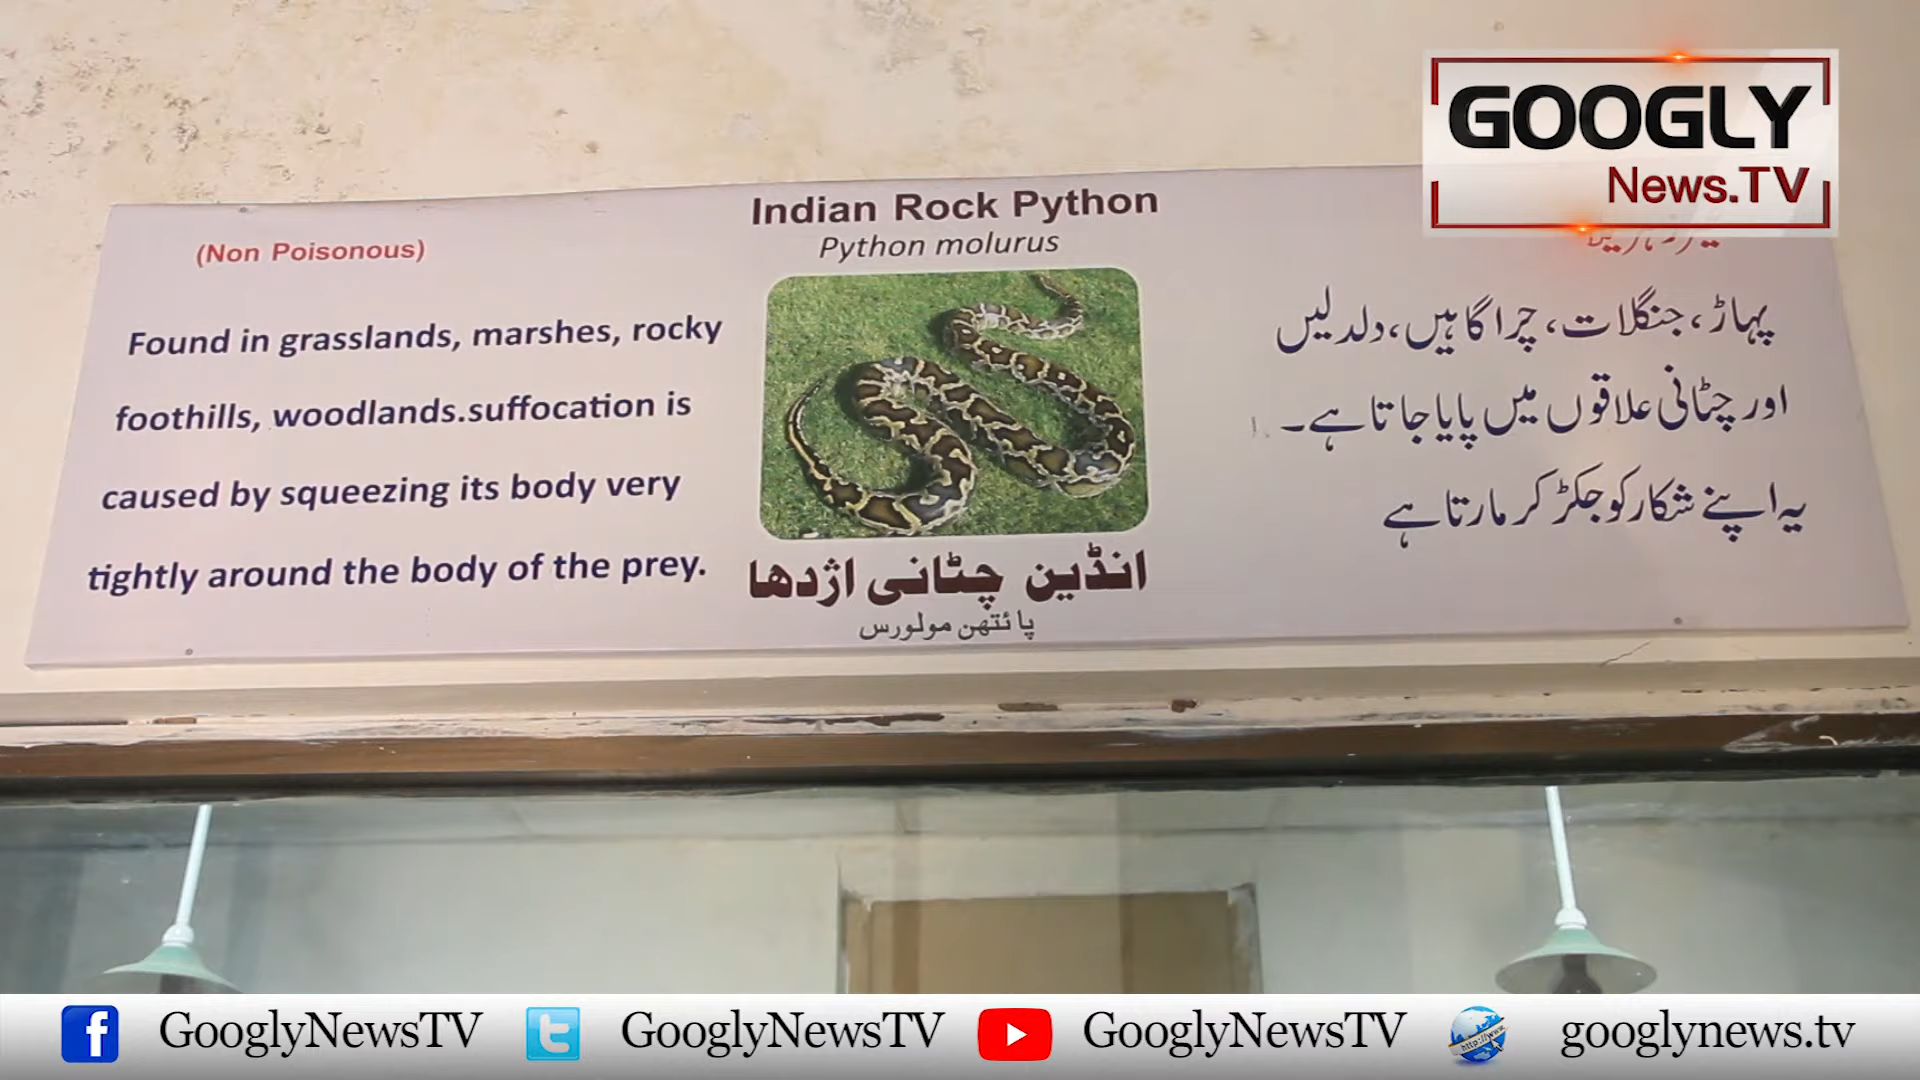 GOOGLY
News.TV
Indian Rock Python
Python molurus
(Non Poisonous)
Found in grasslands, marshes, rocky
foothills, woodlands.suffocation is
caused by squeezing its body very
tightly around the body of the prey.
پہاڑ، جنگلات، چراگاہیں، دلدلیں
اور چٹانی علاقوں میں پایا جاتا ہے۔
یہ اپنے شکار کو جکڑ کر مارتا ہے
انڈین چٹانی اژدھا
پائتھن مولورس
GooglyNewsTV
GooglyNewsTV
GooglyNewsTV
googlynews.tv